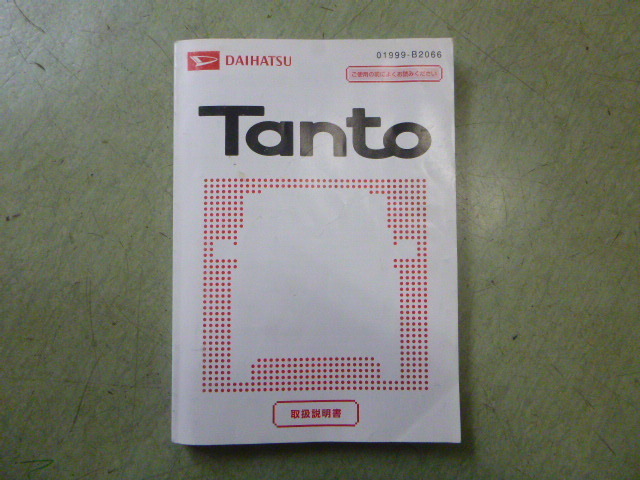 DAIHATSU
01999-B2066
ご使用の前によくお読みください
Tanto
取扱説明書